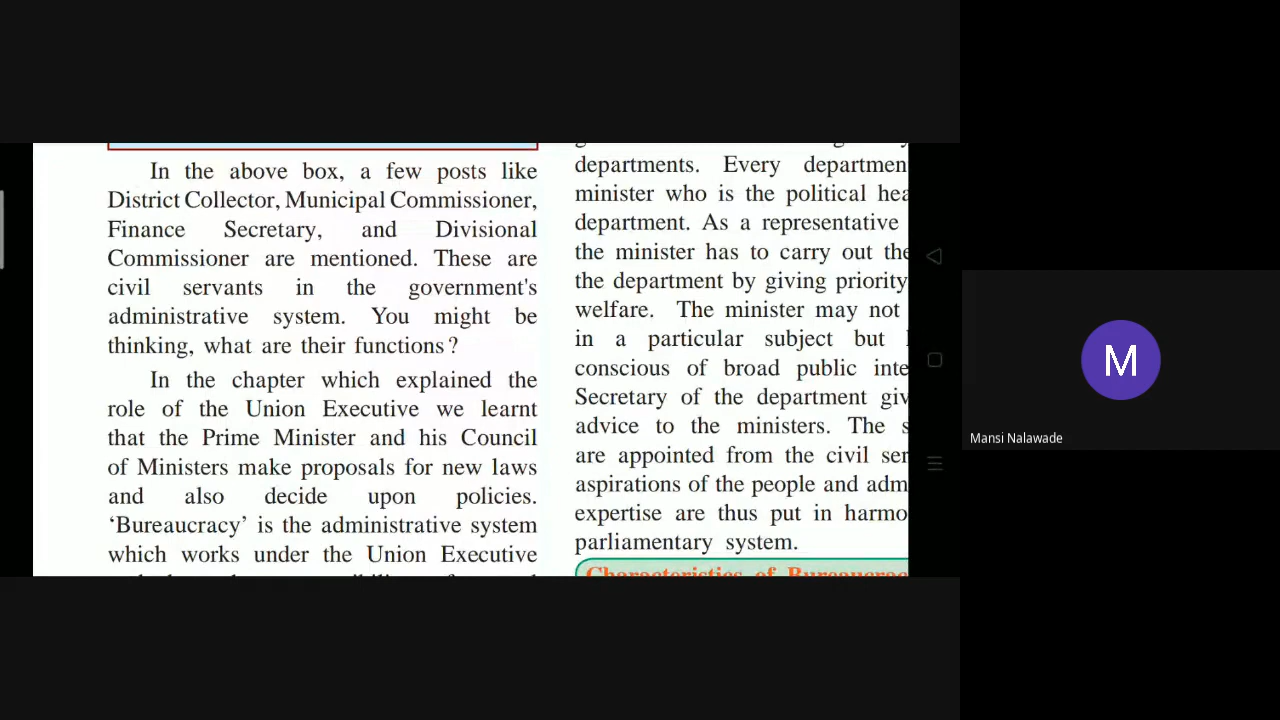 In the above box, a few posts like
District Collector, Municipal Commissioner,
Finance Secretary, and Divisional
Commissioner are mentioned. These are
civil servants in the government's
administrative system. You might be
thinking, what are their functions ?
In the chapter which explained the
role of the Union Executive we learnt
that the Prime Minister and his Council
of Ministers make proposals for new laws
and also decide upon policies.
‘Bureaucracy’ is the administrative system
which works under the Union Executive
departments. Every departmen
minister who is the political hea
department. As a representative
the minister has to carry out the
the department by giving priority
welfare. The minister may not
in a particular subject but
conscious of broad public inte
Secretary of the department giv
advice to the ministers. The s
are appointed from the civil ser
aspirations of the people and adm
expertise are thus put in harmo
parliamentary system.
Characteristics of Bureaucrac
M
Mansi Nalawade